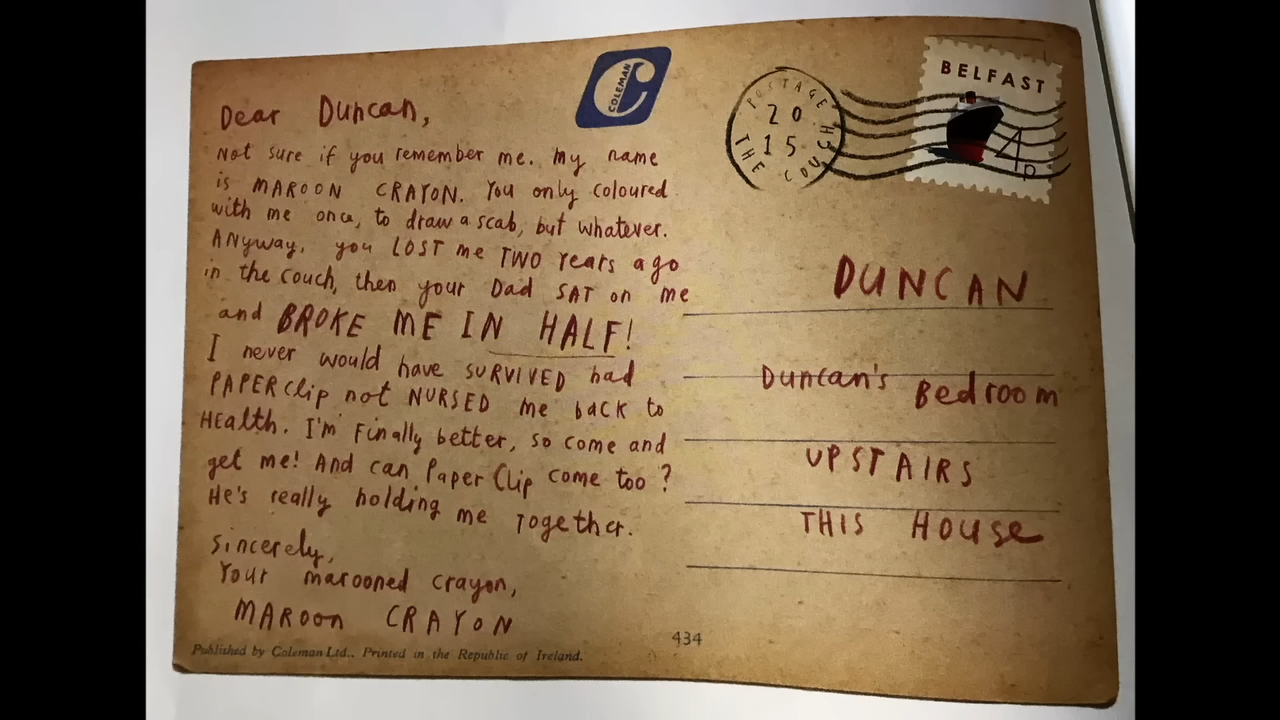 Dear Duncan,
Not sure if you remember me. My name
is MAROON CRAYON. You only coloured
with me once, to draw a scab, but whatever.
ANyway, you LOST me TWO Years ago
in the couch, then your Dad SAT on me
and BROKE ME IN HALF!
I never would have SURVIVED had
PAPERClip not NURSED me back to
HEalth. I'm Finally better, so come and
get me! And can Paper Clip come too?
He's really holding me Together.
Sincerely,
Your marooned crayon,
MAROON CRAYON
Published by Coleman Ltd.. Printed in the Republic of Ireland.
434
COLEMAN
POSTAGE
20
15
THE COUCH
BELFAST
4p
DUNCAN
Duncan's Bedroom
UPSTAIRS
THIS HOUSe